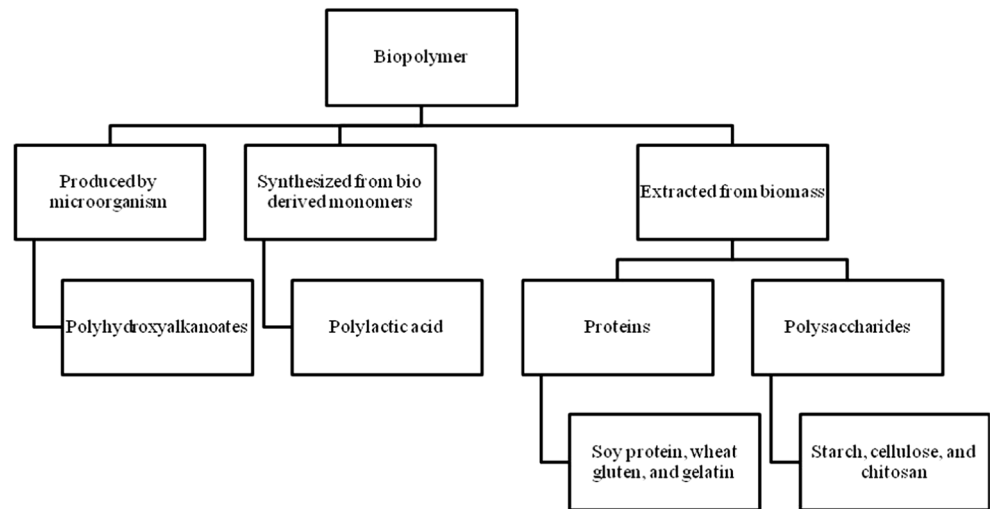 Biopolymer
Produced by
microorganism
Synthesized from bio
derived monomers
Extracted from biomass
Polyhydroxyalkanoates
Polylactic acid
Proteins
Polysaccharides
Soy protein, wheat
gluten, and gelatin
Starch, cellulose, and
chitosan